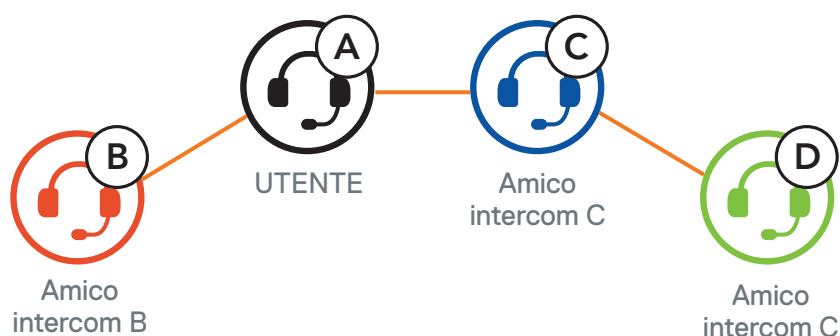 A
C
B
D
UTENTE
Amico
intercom C
Amico
intercom B
Amico
intercom C